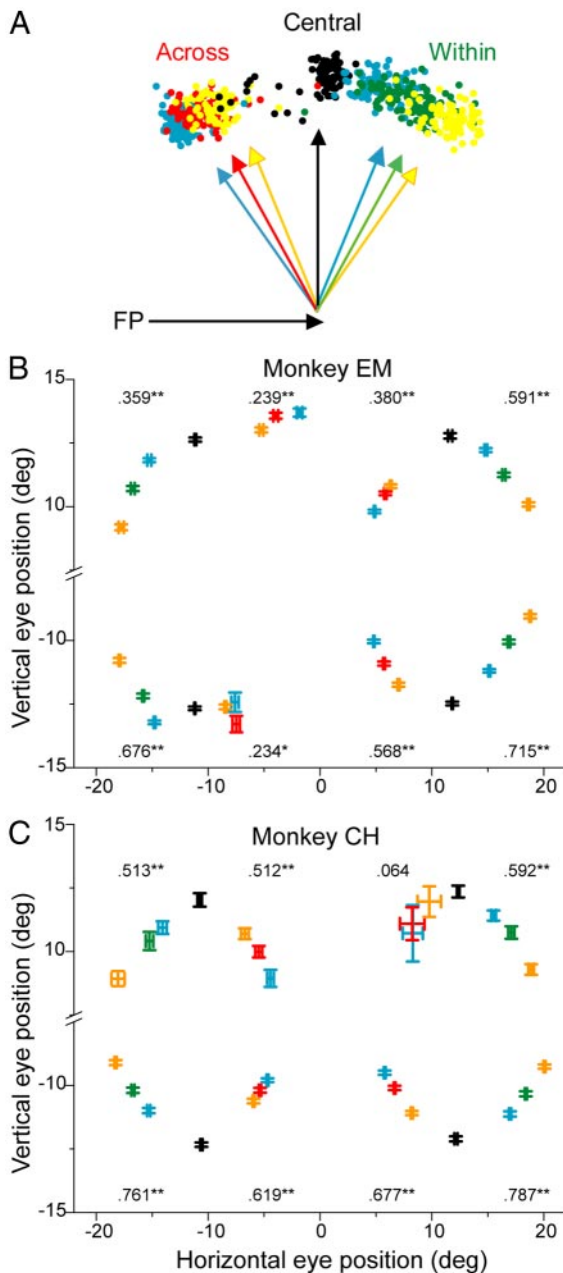 A
Central
Across
Within
FP
B
Monkey EM
15
.359**
.239**
.380**
.591**
10
Vertical eye position (deg)
-10
-15
.676**
.234*
.568**
.715**
-20
-10
0
10
20
C
Monkey CH
15
.513**
.512**
.064
.592**
10
Vertical eye position (deg)
-10
-15
.761**
.619**
.677**
.787**
-20
-10
0
10
20
Horizontal eye position (deg)